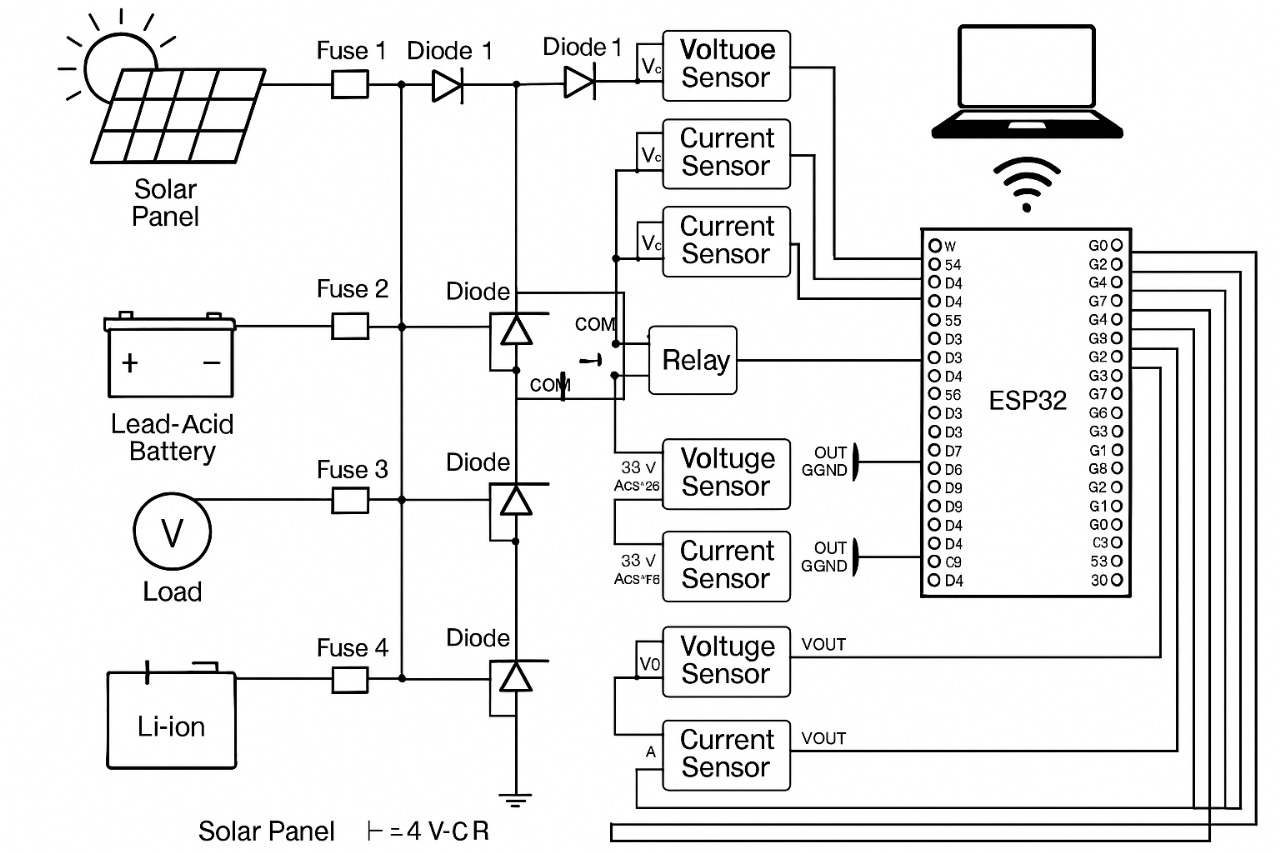 Fuse 1
Diode 1
Diode 1
Vc
Voltuoe
Sensor
Solar
Panel
Vc
Current
Sensor
Vc
Current
Sensor
Fuse 2
Diode
+ −
Lead-Acid
Battery
COM
COM
Relay
Fuse 3
Diode
V
Load
33 V
Voltuge
Sensor
OUT
GGND
33 V
Current
Sensor
OUT
GGND
Fuse 4
Diode
Li-ion
V0
Voltuge
Sensor
VOUT
A
Current
Sensor
VOUT
ESP32
W
54
D4
D4
55
D3
D3
D4
56
D3
D3
D7
D6
D9
D9
D4
D4
C9
D4
G0
G2
G4
G7
G4
G9
G2
G3
G7
G6
G3
G1
G8
G2
G1
G0
C3
53
30
Solar Panel ⊢ = 4 V-C R